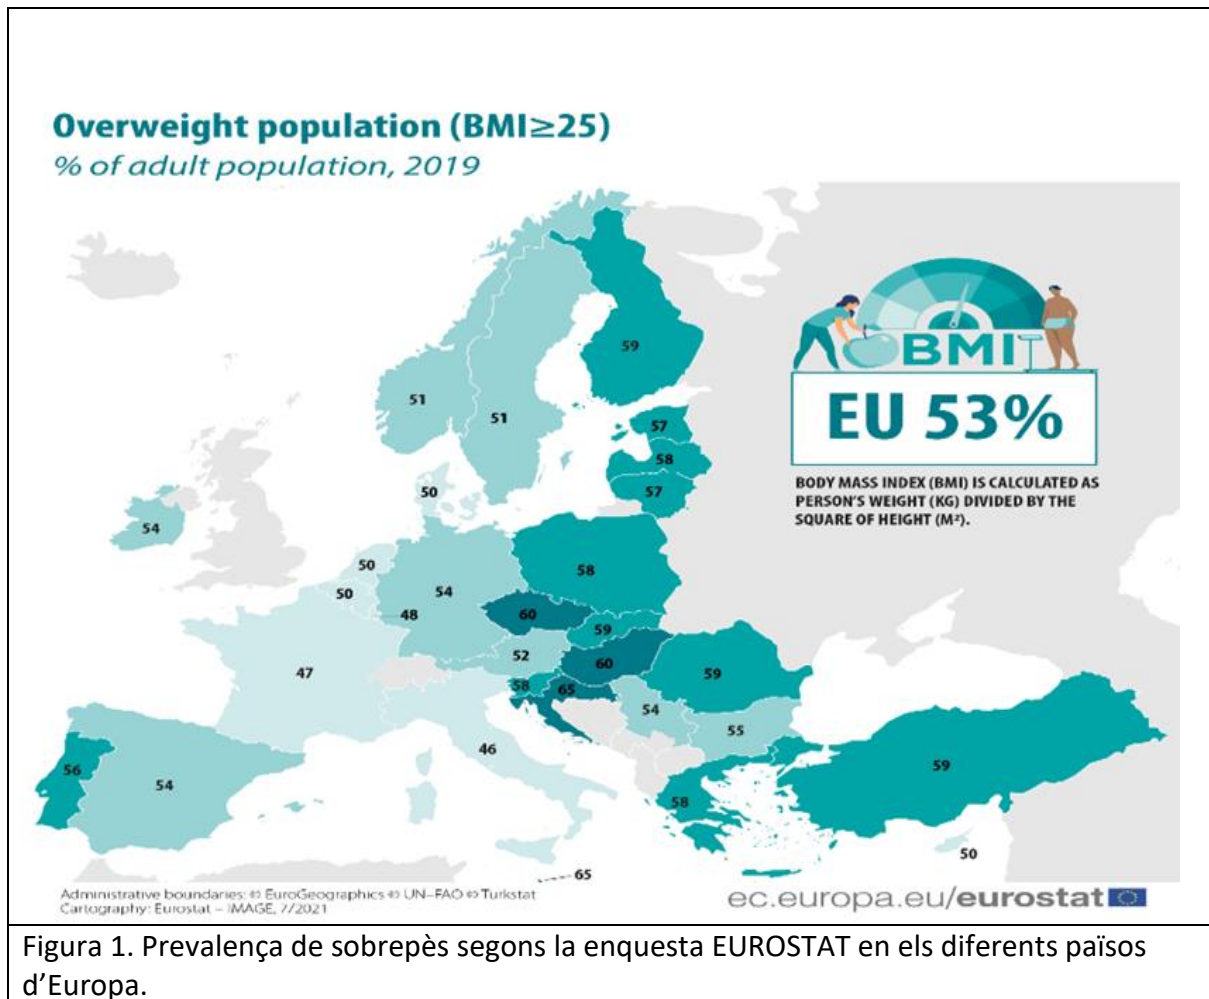 Overweight population (BMI≥25)
% of adult population, 2019
59
51
51
57
58
57
50
54
50
50
54
48
58
60
59
52
60
58
65
47
59
54
55
46
56
54
58
59
50
65
BMI
EU 53%
BODY MASS INDEX (BMI) IS CALCULATED AS
PERSON'S WEIGHT (KG) DIVIDED BY THE
SQUARE OF HEIGHT (M²).
Administrative boundaries: © EuroGeographics © UN–FAO © Turkstat
Cartography: Eurostat – IMAGE, 7/2021
ec.europa.eu/eurostat
Figura 1. Prevalença de sobrepès segons la enquesta EUROSTAT en els diferents països
d'Europa.